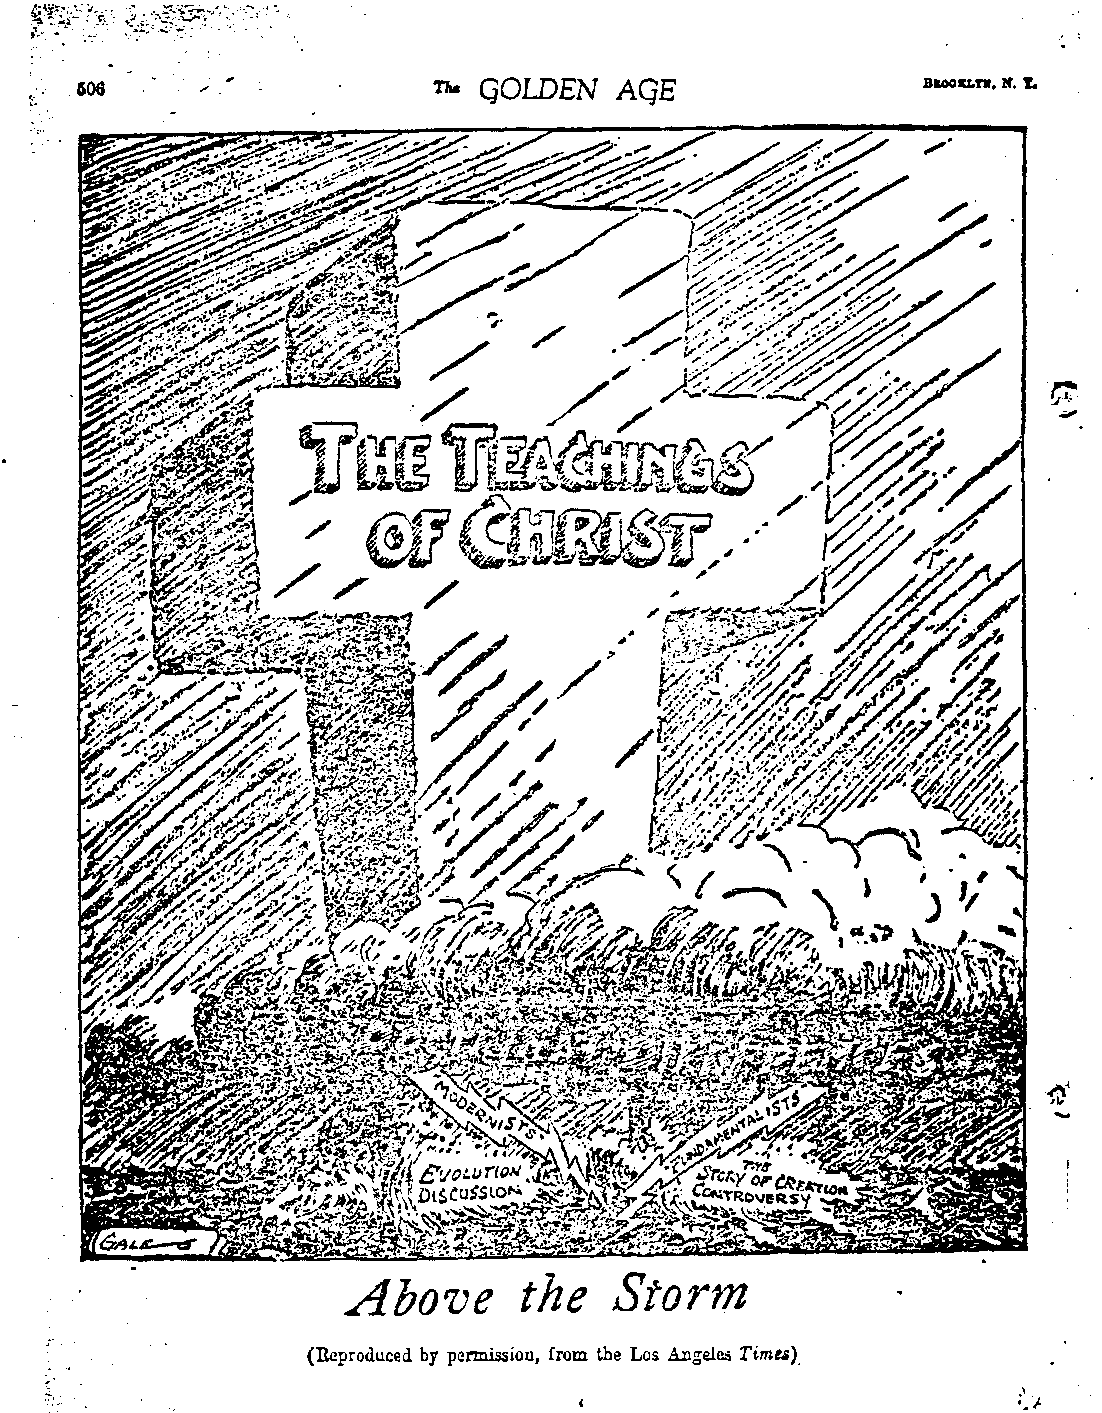 506
The GOLDEN AGE
BROOKLYN, N. Y.
THE TEACHINGS
OF CHRIST
MODERNISTS
FUNDAMENTALISTS
EVOLUTION
DISCUSSION
THE
STORY OF CREATION
CONTROVERSY
GALE
Above the Storm
(Reproduced by permission, from the Los Angeles Times)